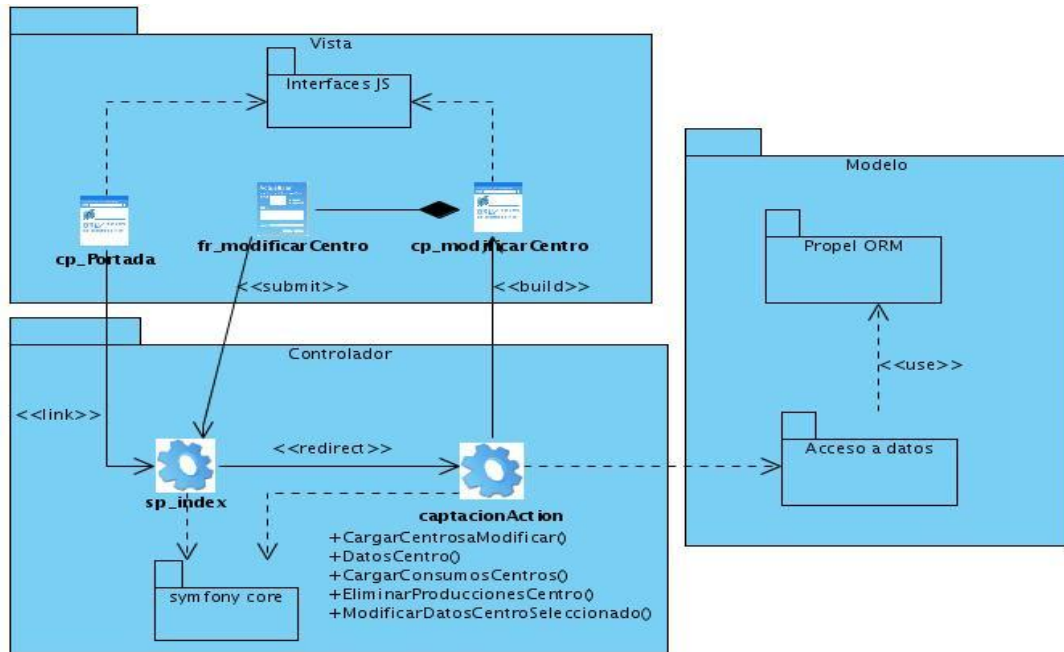 Vista
Interfaces JS
cp_Portada
fr_modificarCentro
cp_modificarCentro
<<submit>>
<<build>>
Controlador
<<link>>
<<redirect>>
sp_index
captacionAction
+CargarCentrosaModificar()
+DatosCentro()
+CargarConsumosCentros()
+EliminarProduccionesCentro()
+ModificarDatosCentroSeleccionado()
symfony core
Modelo
Propel ORM
<<use>>
Acceso a datos